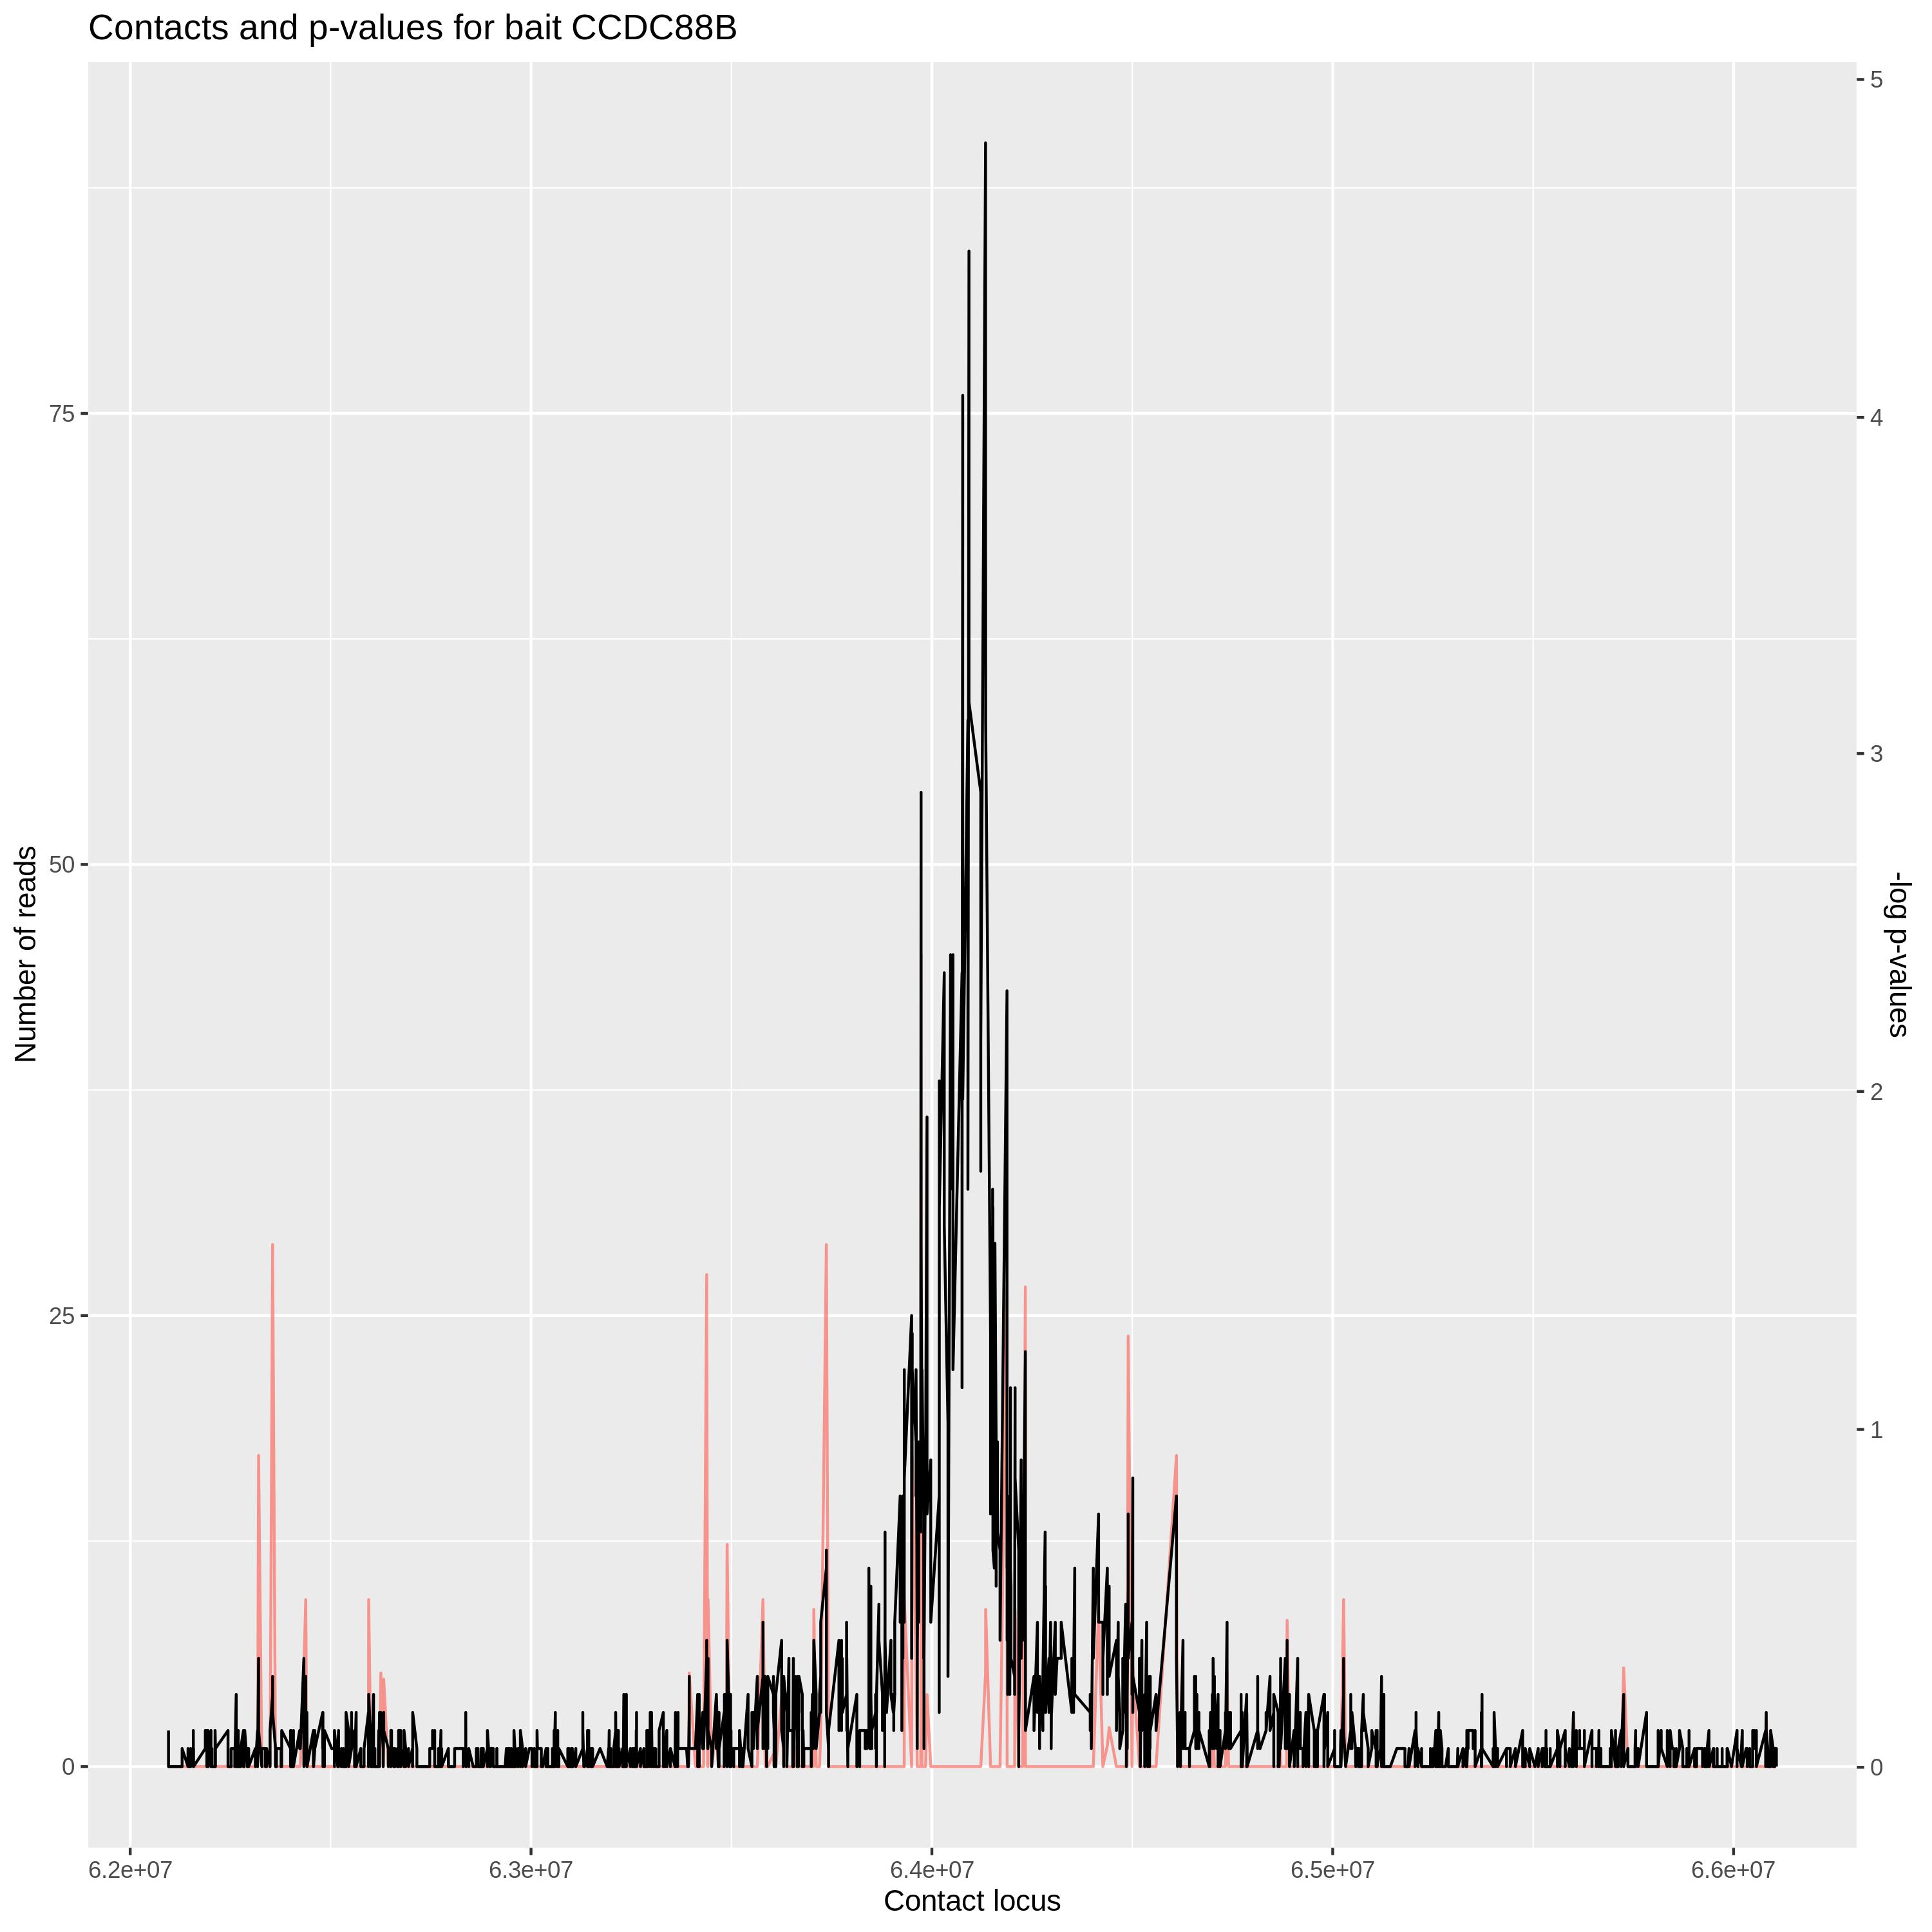 Contacts and p-values for bait CCDC88B
5
75
4
3
Number of reads
50
-log p-values
2
25
1
0
0
6.2e+07
6.3e+07
6.4e+07
6.5e+07
6.6e+07
Contact locus